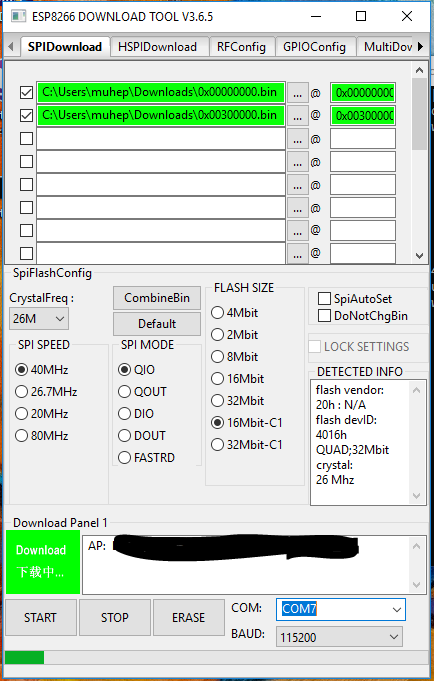 ESP8266 DOWNLOAD TOOL V3.6.5
SPIDownload HSPIDownload RFConfig GPIOConfig MultiDow
C:\Users\muhep\Downloads\0x00000000.bin ... @ 0x00000000
C:\Users\muhep\Downloads\0x00300000.bin ... @ 0x00300000
... @
... @
... @
... @
... @
... @
SpiFlashConfig
CrystalFreq :
26M
CombineBin
Default
SPI SPEED
40MHz
26.7MHz
20MHz
80MHz
SPI MODE
QIO
QOUT
DIO
DOUT
FASTRD
FLASH SIZE
4Mbit
2Mbit
8Mbit
16Mbit
32Mbit
16Mbit-C1
32Mbit-C1
SpiAutoSet
DoNotChgBin
LOCK SETTINGS
DETECTED INFO
flash vendor:
20h : N/A
flash devID:
4016h
QUAD;32Mbit
crystal:
26 Mhz
Download Panel 1
Download
下载中...
AP:
START STOP ERASE
COM: COM7
BAUD: 115200